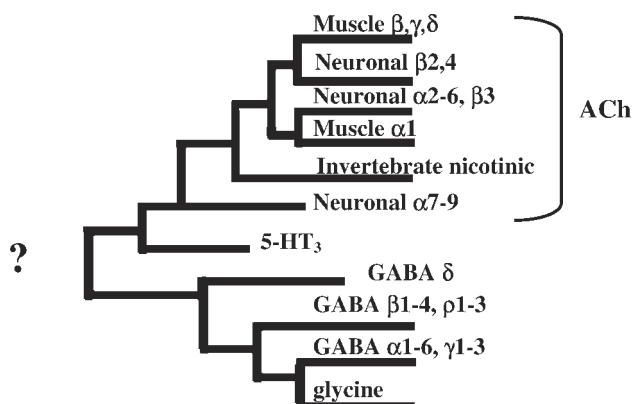 Muscle β,γ,δ
Neuronal β2,4
Neuronal α2-6, β3
ACh
Muscle α1
Invertebrate nicotinic
Neuronal α7-9
?
5-HT₃
GABA δ
GABA β1-4, ρ1-3
GABA α1-6, γ1-3
glycine